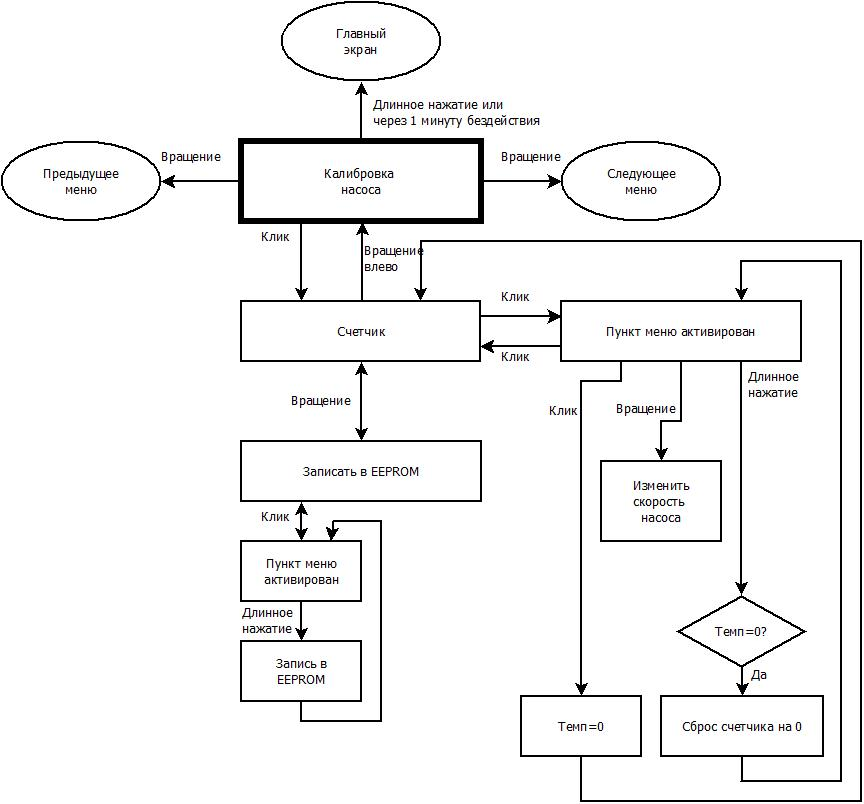 Главный
экран
Длинное нажатие или
через 1 минуту бездействия
Вращение
Вращение
Предыдущее
меню
Калибровка
насоса
Следующее
меню
Клик
Вращение
влево
Клик
Счетчик
Пункт меню активирован
Клик
Длинное
нажатие
Вращение
Клик
Вращение
Записать в EEPROM
Изменить
скорость
насоса
Клик
Пункт меню
активирован
Длинное
нажатие
Темп=0?
Запись в
EEPROM
Да
Темп=0
Сброс счетчика на 0